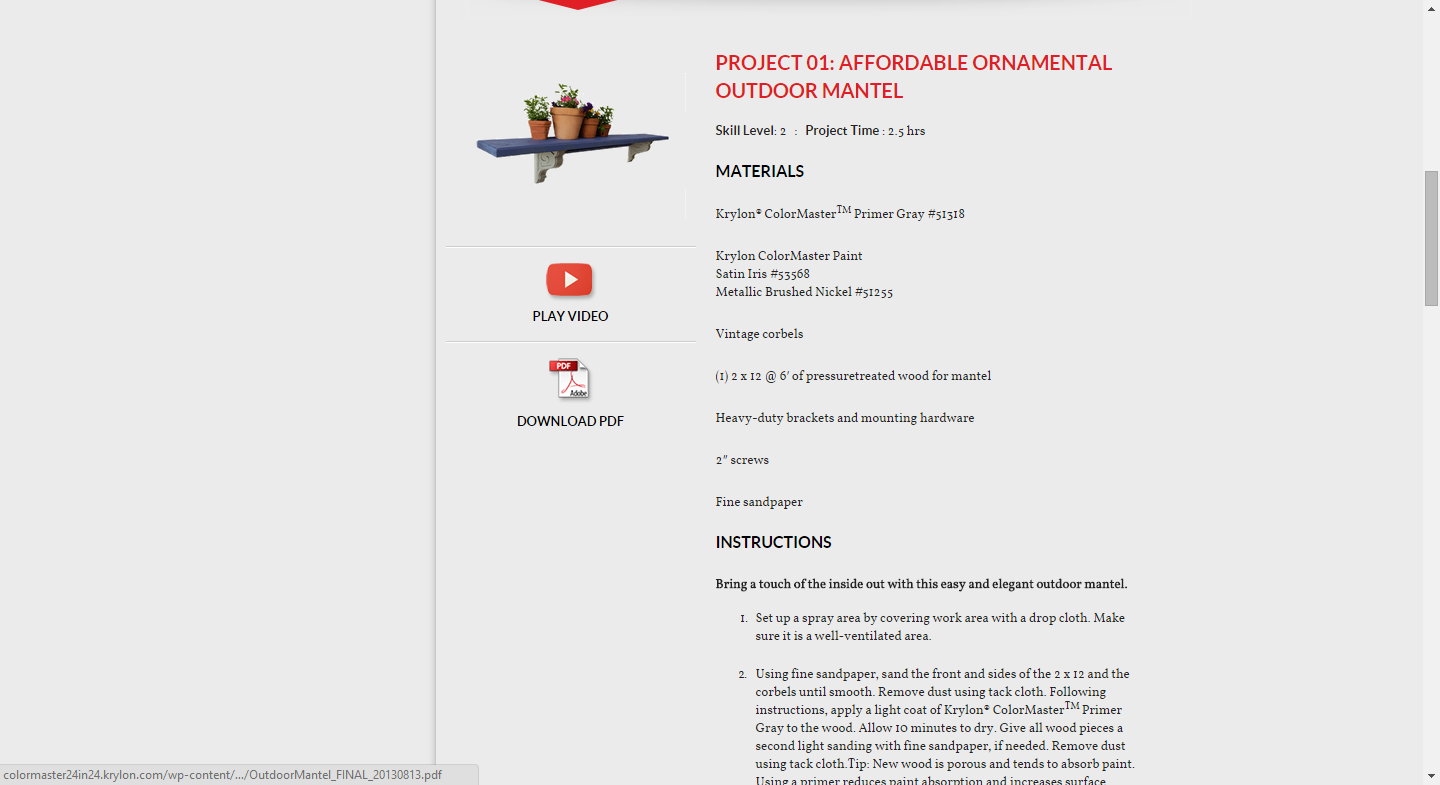 PROJECT 01: AFFORDABLE ORNAMENTAL
OUTDOOR MANTEL
Skill Level: 2 : Project Time : 2.5 hrs
MATERIALS
Krylon® ColorMaster™ Primer Gray #51318
Krylon ColorMaster Paint
Satin Iris #53568
Metallic Brushed Nickel #51255
Vintage corbels
(1) 2 x 12 @ 6′ of pressuretreated wood for mantel
Heavy-duty brackets and mounting hardware
2″ screws
Fine sandpaper
INSTRUCTIONS
Bring a touch of the inside out with this easy and elegant outdoor mantel.
1. Set up a spray area by covering work area with a drop cloth. Make
sure it is a well-ventilated area.
2. Using fine sandpaper, sand the front and sides of the 2 x 12 and the
corbels until smooth. Remove dust using tack cloth. Following
instructions, apply a light coat of Krylon® ColorMaster™ Primer
Gray to the wood. Allow 10 minutes to dry. Give all wood pieces a
second light sanding with fine sandpaper, if needed. Remove dust
using tack cloth.Tip: New wood is porous and tends to absorb paint.
Using a primer reduces paint absorption and increases surface
PLAY VIDEO
PDF
Adobe
DOWNLOAD PDF
colormaster24in24.krylon.com/wp-content/.../OutdoorMantel_FINAL_20130813.pdf